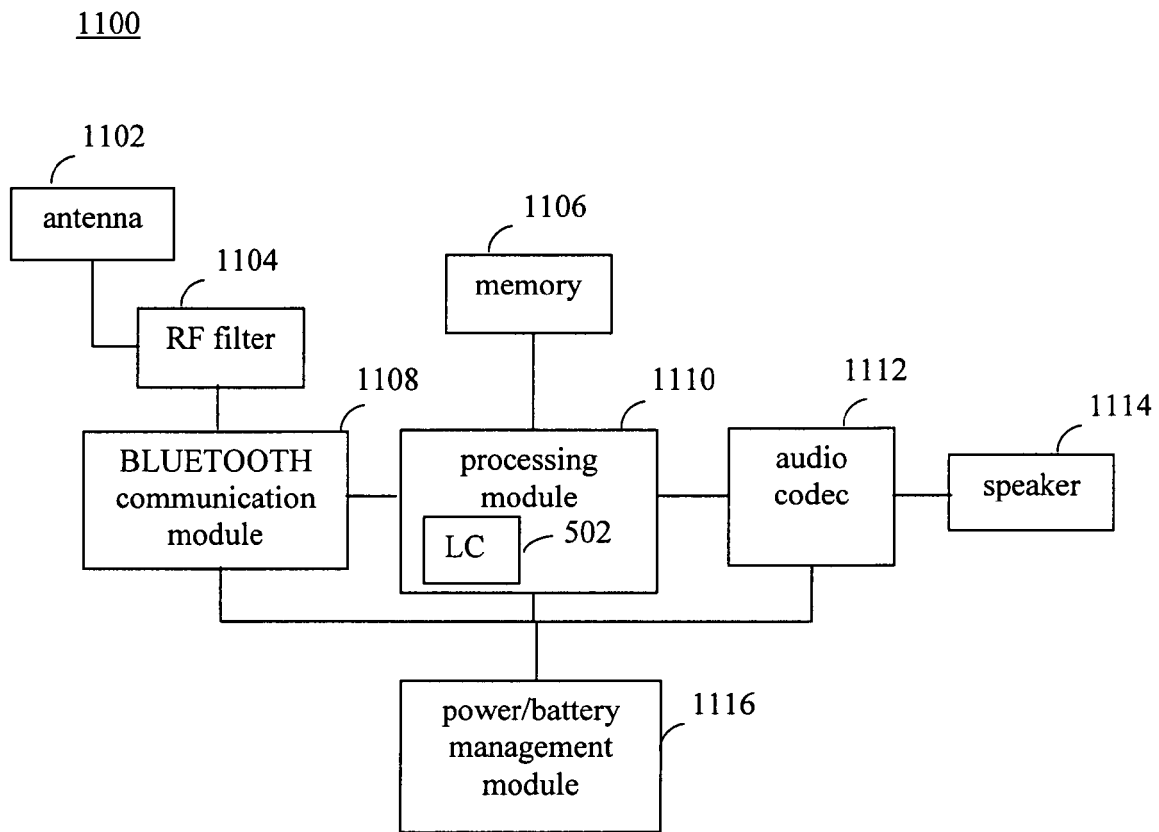 1100
1102
antenna
1104
RF filter
1106
memory
1108
BLUETOOTH
communication
module
1110
processing
module
LC
502
1112
audio
codec
1114
speaker
1116
power/battery
management
module